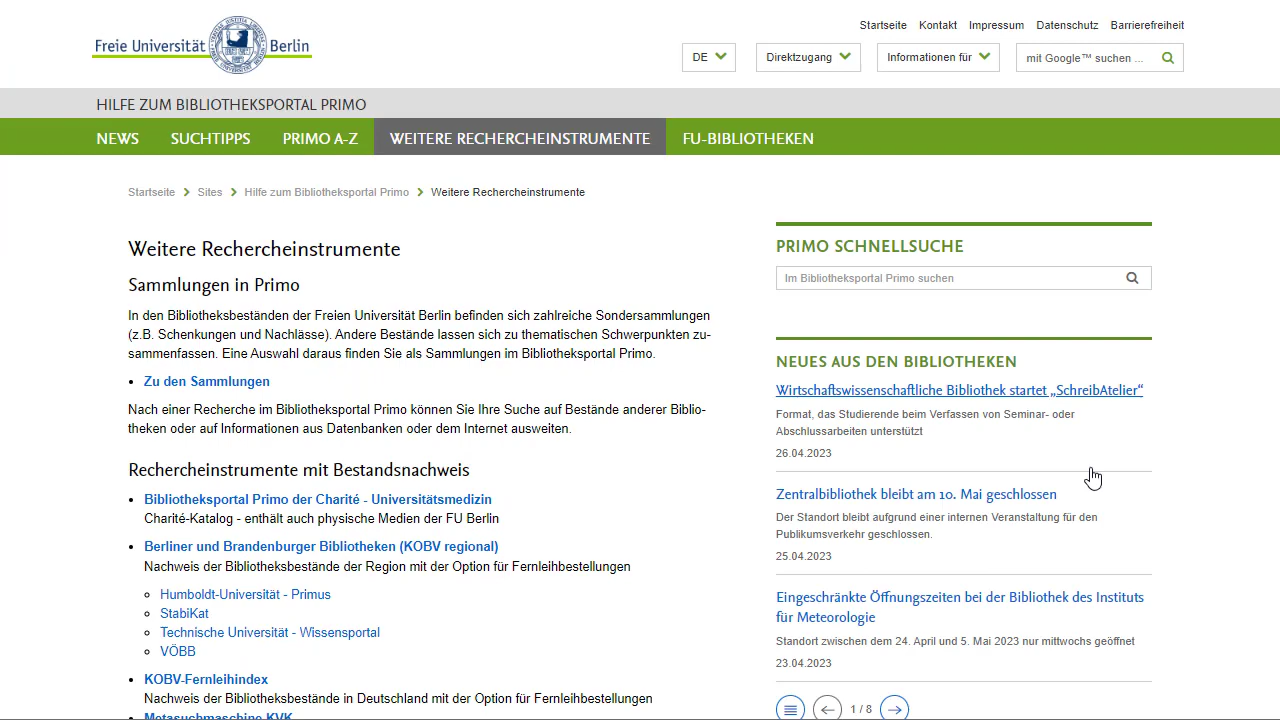 Startseite Kontakt Impressum Datenschutz Barrierefreiheit
Freie Universität Berlin
DE Direktzugang Informationen für mit Google™ suchen ...
HILFE ZUM BIBLIOTHEKSPORTAL PRIMO
NEWS SUCHTIPPS PRIMO A-Z WEITERE RECHERCHEINSTRUMENTE FU-BIBLIOTHEKEN
Startseite Sites Hilfe zum Bibliotheksportal Primo Weitere Rechercheinstrumente
Weitere Rechercheinstrumente
Sammlungen in Primo
In den Bibliotheksbeständen der Freien Universität Berlin befinden sich zahlreiche Sondersammlungen
(z.B. Schenkungen und Nachlässe). Andere Bestände lassen sich zu thematischen Schwerpunkten zu-
sammenfassen. Eine Auswahl daraus finden Sie als Sammlungen im Bibliotheksportal Primo.
• Zu den Sammlungen
Nach einer Recherche im Bibliotheksportal Primo können Sie Ihre Suche auf Bestände anderer Biblio-
theken oder auf Informationen aus Datenbanken oder dem Internet ausweiten.
Rechercheinstrumente mit Bestandsnachweis
• Bibliotheksportal Primo der Charité - Universitätsmedizin
Charité-Katalog - enthält auch physische Medien der FU Berlin
• Berliner und Brandenburger Bibliotheken (KOBV regional)
Nachweis der Bibliotheksbestände der Region mit der Option für Fernleihbestellungen
Humboldt-Universität - Primus
StabiKat
Technische Universität - Wissensportal
VÖBB
• KOBV-Fernleihindex
Nachweis der Bibliotheksbestände in Deutschland mit der Option für Fernleihbestellungen
• Metasuchmaschine KVK
PRIMO SCHNELLSUCHE
Im Bibliotheksportal Primo suchen
NEUES AUS DEN BIBLIOTHEKEN
Wirtschaftswissenschaftliche Bibliothek startet „SchreibAtelier“
Format, das Studierende beim Verfassen von Seminar- oder
Abschlussarbeiten unterstützt
26.04.2023
Zentralbibliothek bleibt am 10. Mai geschlossen
Der Standort bleibt aufgrund einer internen Veranstaltung für den
Publikumsverkehr geschlossen.
25.04.2023
Eingeschränkte Öffnungszeiten bei der Bibliothek des Instituts
für Meteorologie
Standort zwischen dem 24. April und 5. Mai 2023 nur mittwochs geöffnet
23.04.2023
1 / 8